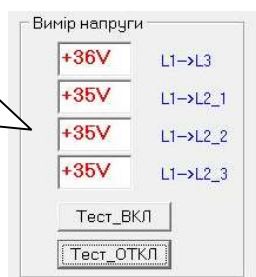 Вимір напруги
+36V L1->L3
+35V L1->L2_1
+35V L1->L2_2
+35V L1->L2_3
Тест_ВКЛ
Тест_ОТКЛ